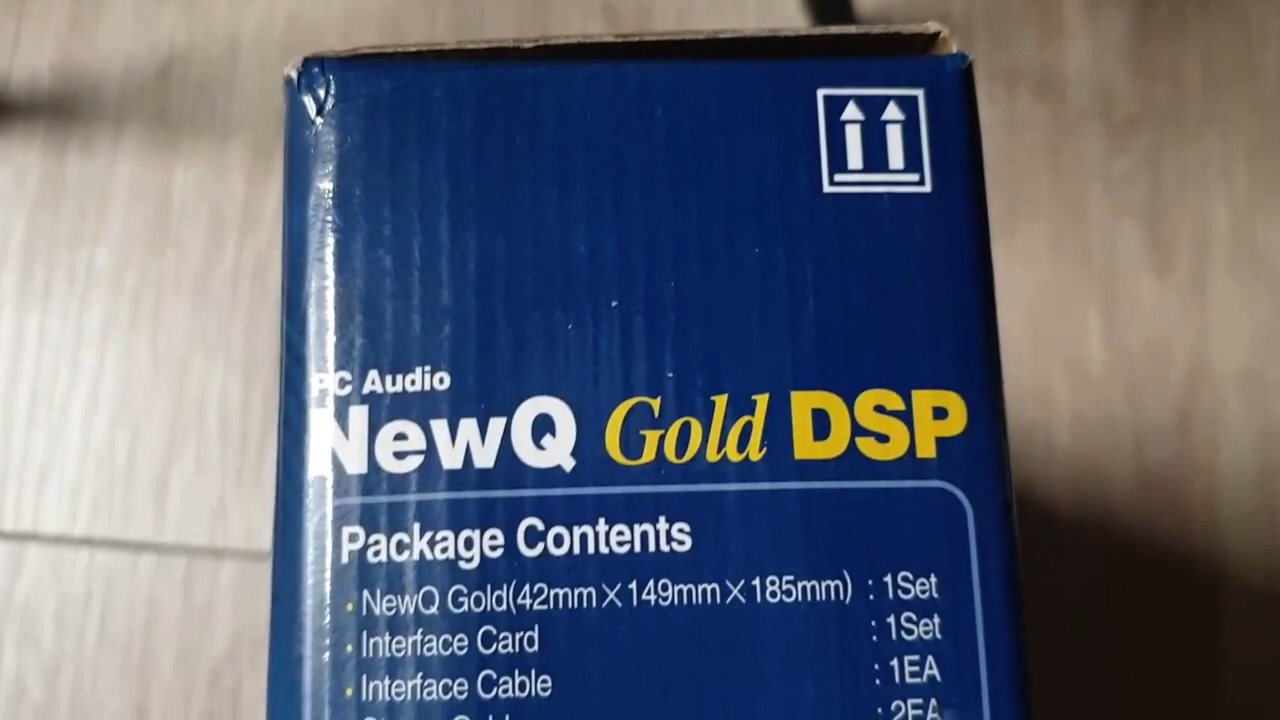 PC Audio
NewQ Gold DSP
Package Contents
• NewQ Gold(42mm×149mm×185mm) : 1Set
• Interface Card : 1Set
• Interface Cable : 1EA
: 2EA